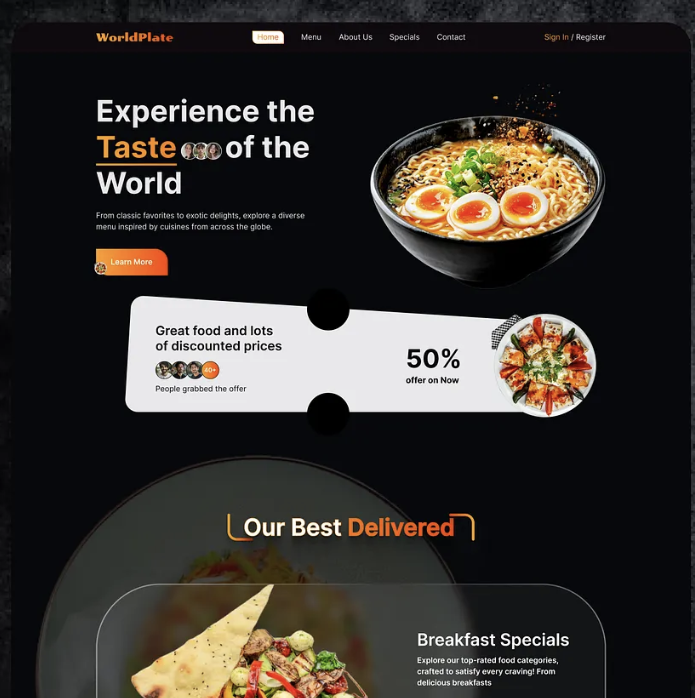 WorldPlate
Home Menu About Us Specials Contact
Sign In / Register
Experience the
Taste of the
World
From classic favorites to exotic delights, explore a diverse
menu inspired by cuisines from across the globe.
Learn More
Great food and lots
of discounted prices
40+
People grabbed the offer
50%
offer on Now
Our Best Delivered
Breakfast Specials
Explore our top-rated food categories,
crafted to satisfy every craving! From
delicious breakfasts